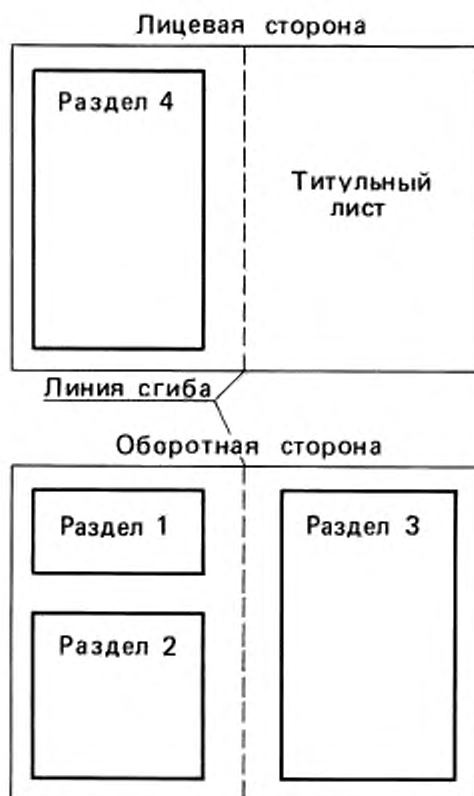 Лицевая сторона
Раздел 4
Титульный
лист
Линия сгиба
Оборотная сторона
Раздел 1
Раздел 3
Раздел 2